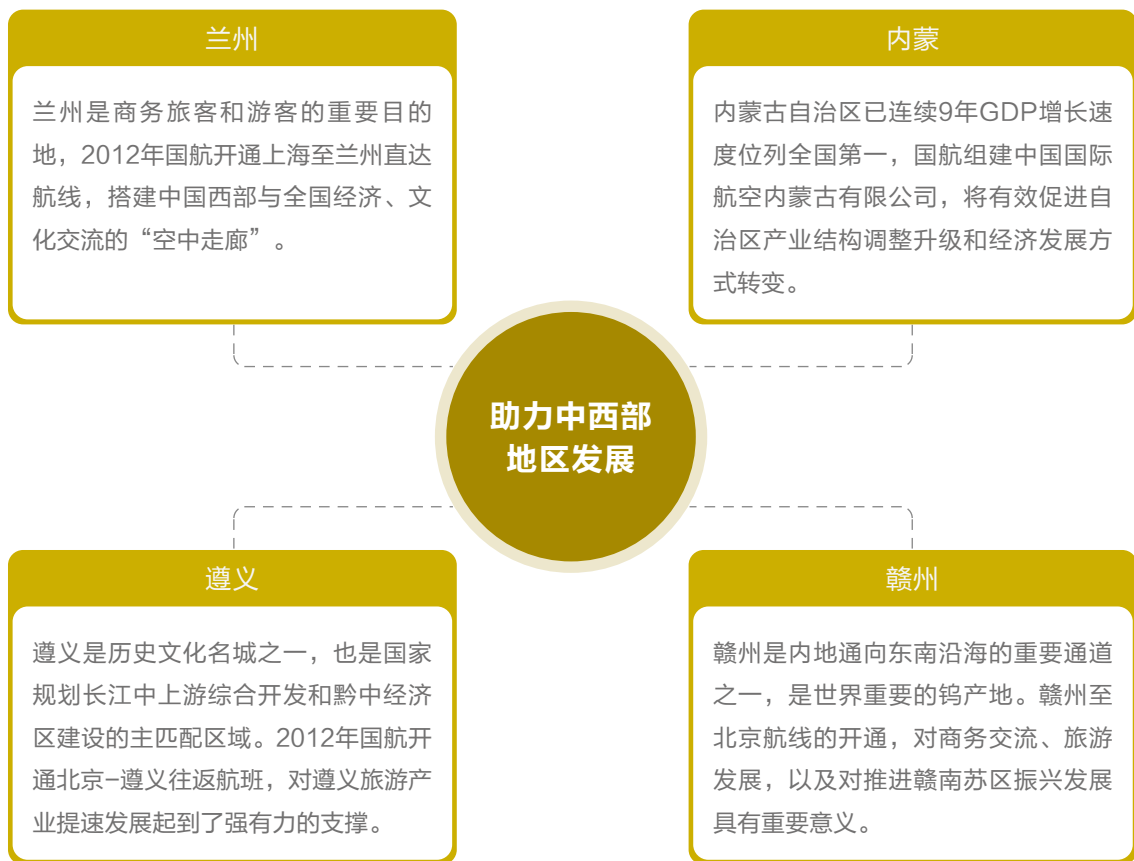 兰州
兰州是商务旅客和游客的重要目的
地，2012年国航开通上海至兰州直达
航线，搭建中国西部与全国经济、文
化交流的“空中走廊”。
内蒙
内蒙古自治区已连续9年GDP增长速
度位列全国第一，国航组建中国国际
航空内蒙古有限公司，将有效促进自
治区产业结构调整升级和经济发展方
式转变。
助力中西部
地区发展
遵义
遵义是历史文化名城之一，也是国家
规划长江中上游综合开发和黔中经济
区建设的主匹配区域。2012年国航开
通北京-遵义往返航班，对遵义旅游产
业提速发展起到了强有力的支撑。
赣州
赣州是内地通向东南沿海的重要通道
之一，是世界重要的钨产地。赣州至
北京航线的开通，对商务交流、旅游
发展，以及对推进赣南苏区振兴发展
具有重要意义。